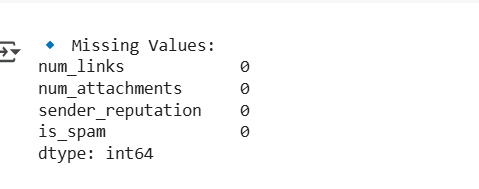 🔹 Missing Values:
num_links 0
num_attachments 0
sender_reputation 0
is_spam 0
dtype: int64